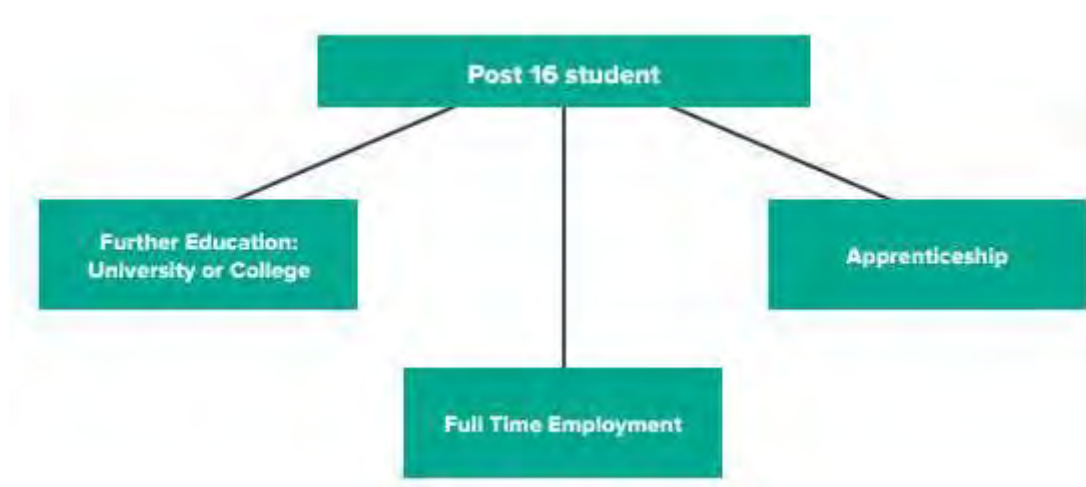 Post 16 student
Further Education:
University or College
Apprenticeship
Full Time Employment